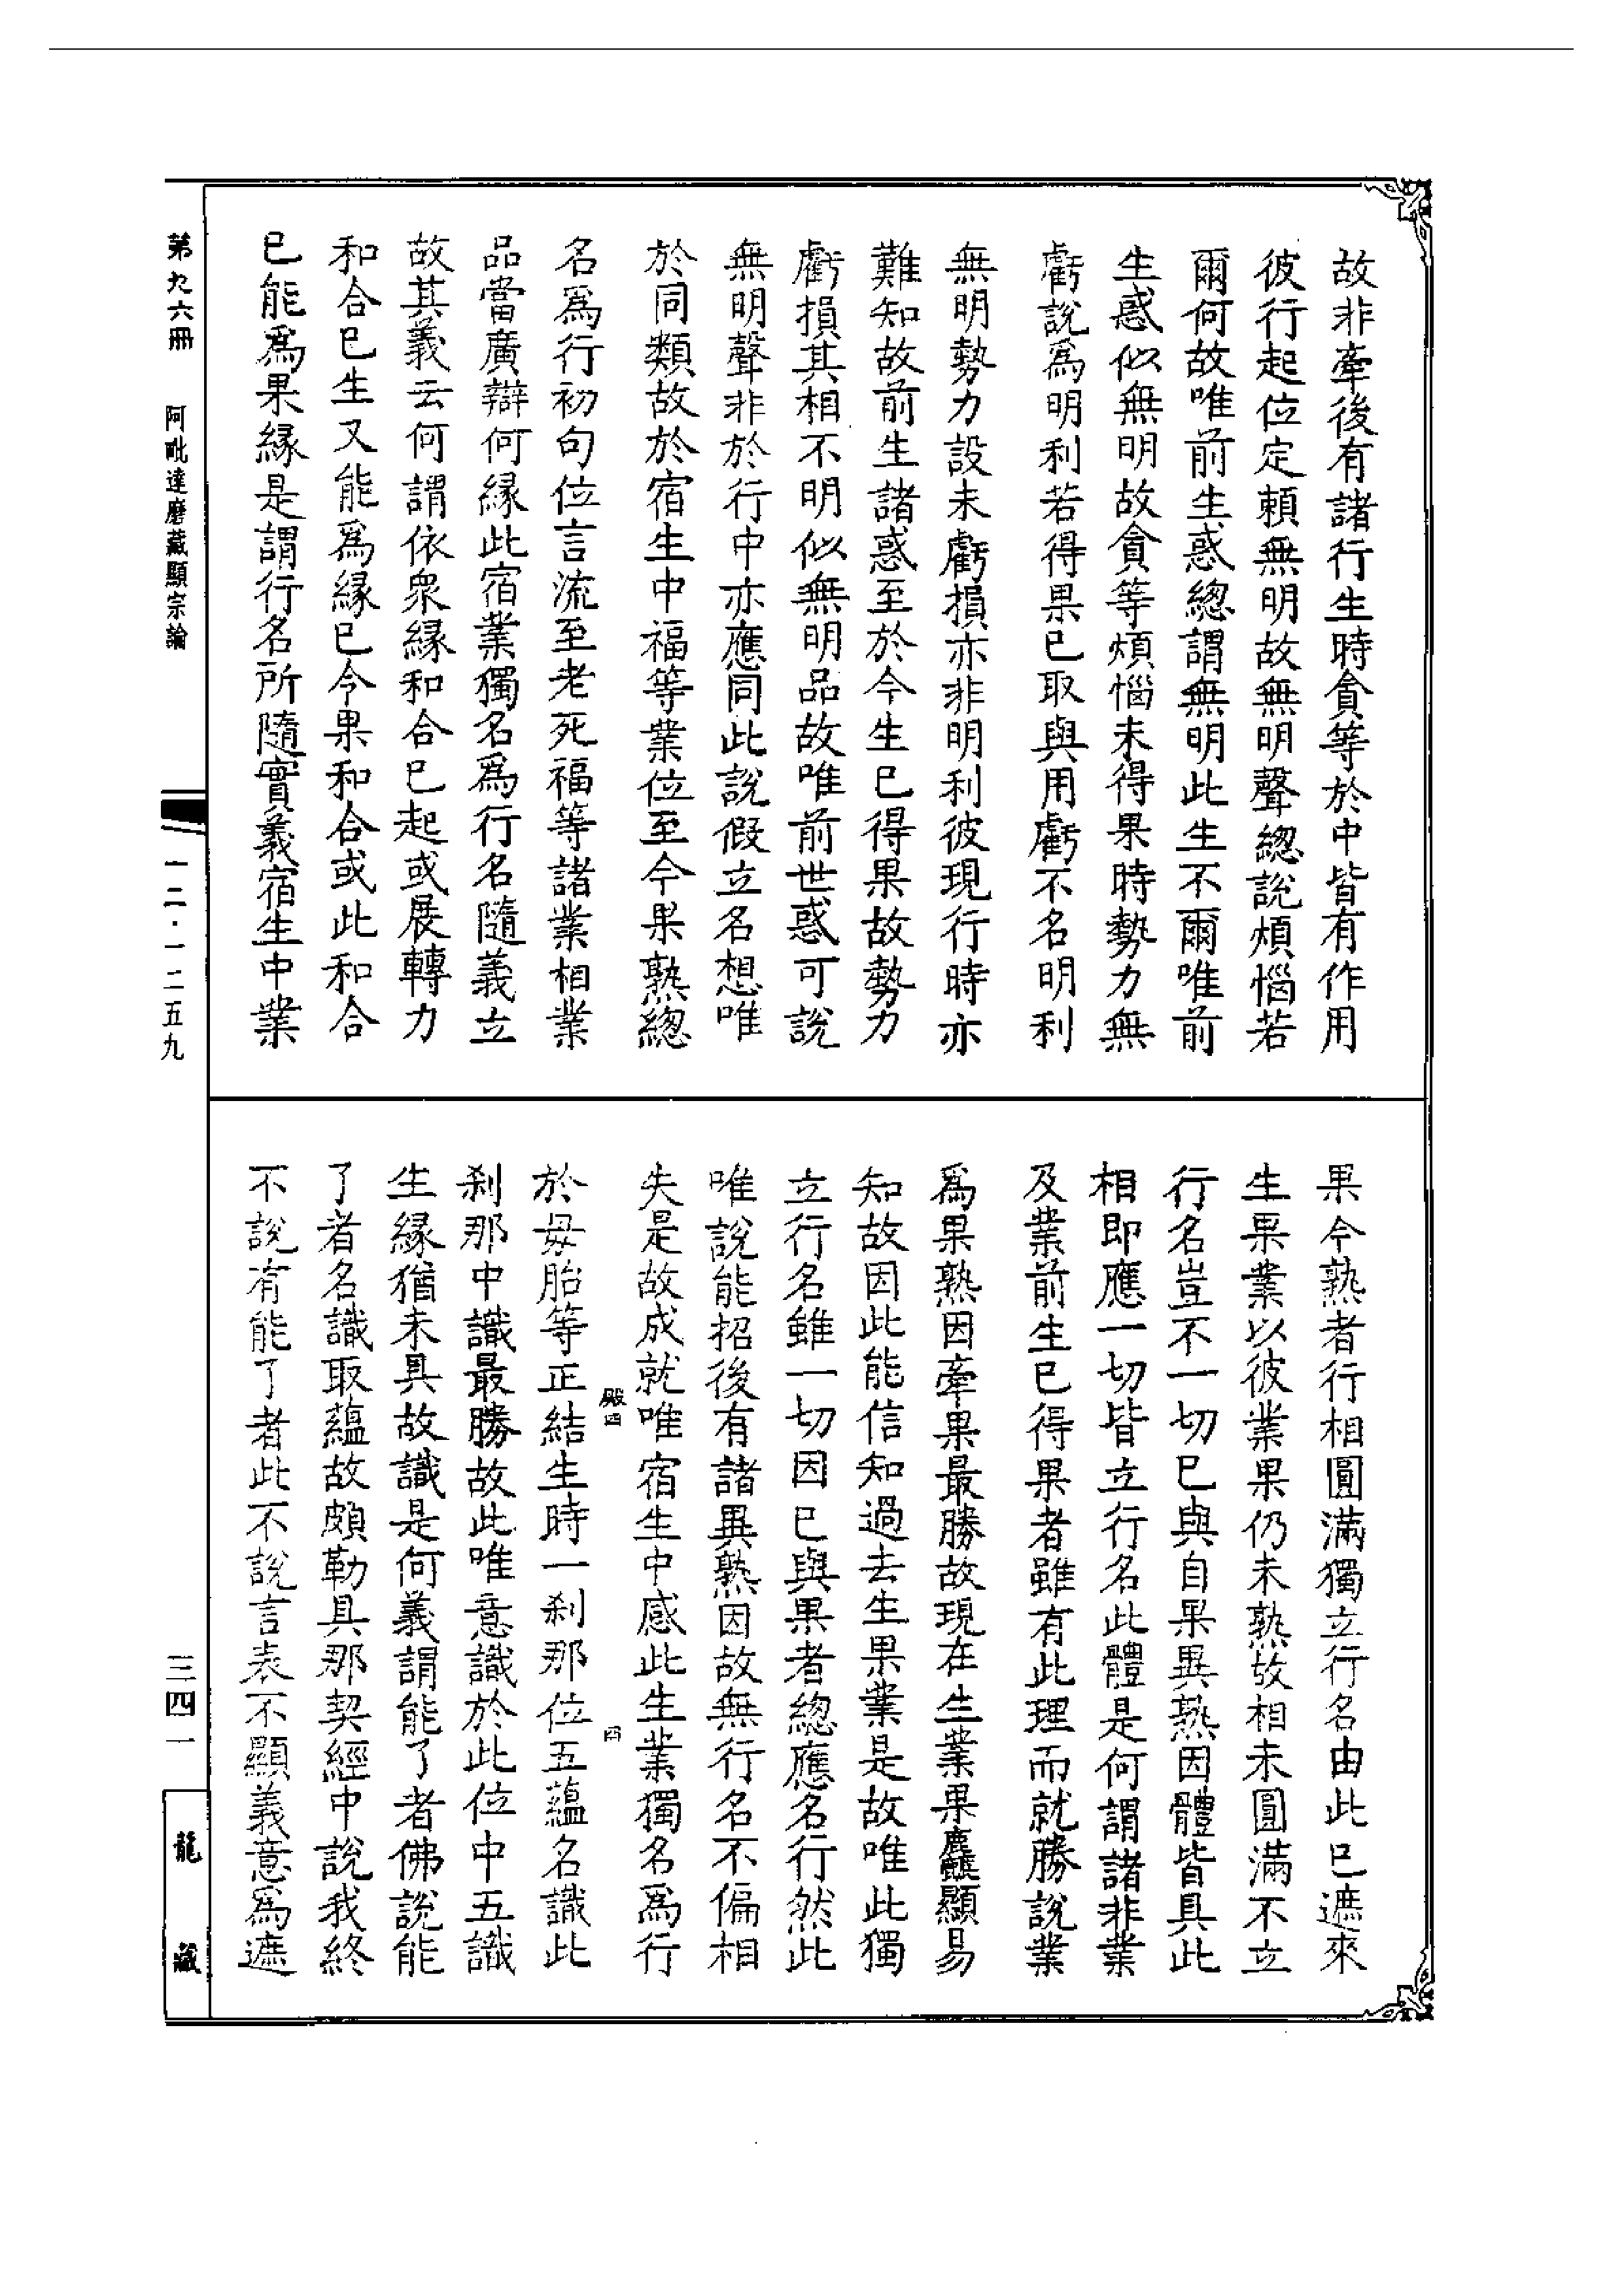 故非牽後有諸行生時貪等於中皆有作用
彼行起位定賴無明故無明聲總說煩惱若
爾何故唯前生惑總謂無明此生不爾唯前
生惑似無明故貪等煩惱未得果時勢力無
虧說爲明利若得果已取與用虧不名明利
無明勢力設未虧損亦非明利彼現行時亦
難知故前生諸惑至於今生已得果故勢力
虧損其相不明似無明品故唯前世惑可說
無明聲非於行中亦應同此說假立名想唯
於同類故於宿生中福等業位至今果熟總
名爲行初句位言流至老死福等諸業相業
品當廣辯何緣此宿業獨名爲行名隨義立
故其義云何謂依衆緣和合已起或展轉力
和合已生又能爲緣已令果和合或此和合
已能爲果緣是謂行名所隨實義宿生中業
果今熟者行相圓滿獨立行名由此已遮來
生果業以彼業果仍未熟故相未圓滿不立
行名豈不一切已與自果異熟因體皆具此
相即應一切皆立行名此體是何謂諸非業
及業前生已得果者雖有此理而就勝說業
爲果熟因牽果最勝故現在生業果麤顯易
知故因此能信知過去生果業是故唯此獨
立行名雖一切因已與果者總應名行然此
唯說能招後有諸異熟因故無行名不偏相
失是故成就唯宿生中感此生業獨名爲行
殿四
四
於毋胎等正結生時一刹那位五蘊名識此
刹那中識最勝故此唯意識於此位中五識
生緣猶未具故識是何義謂能了者佛說能
了者名識取蘊故頗勒具那契經中說我終
不說有能了者此不說言表不顯義意爲遮
第九六冊
阿毗達磨藏顯宗論
一二·一二五九
三四一
龍藏